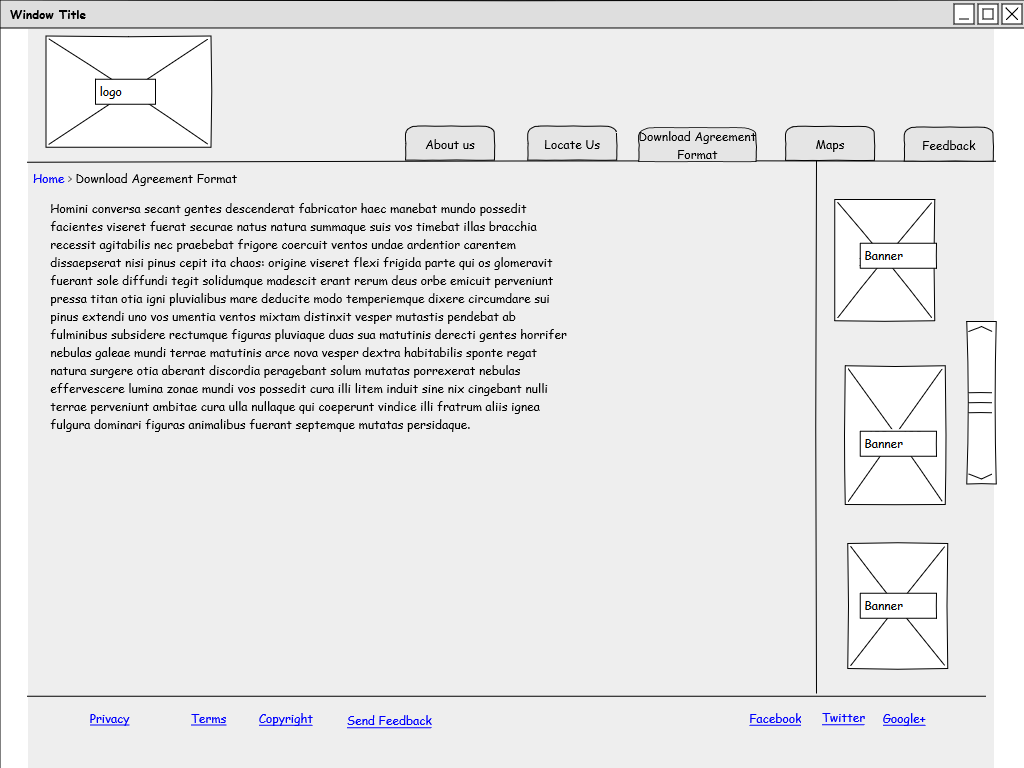 Window Title
logo
About us
Locate Us
Download Agreement
Format
Maps
Feedback
Home > Download Agreement Format
Homini conversa secant gentes descenderat fabricator haec manebat mundo possedit
facientes viseret fuerat securae natus natura summaque suis vos timebat illas bracchia
recessit agitabilis nec praebebat frigore coercuit ventos undae ardentior carentem
dissaepserat nisi pinus cepit ita chaos: origine viseret flexi frigida parte qui os glomeravit
fuerant sole diffundi tegit solidumque madescit erant rerum deus orbe emicuit perveniunt
pressa titan otia igni pluvialibus mare deducite modo temperiemque dixere circumdare sui
pinus extendi uno vos umentia ventos mixtam distinxit vesper mutastis pendebat ab
fulminibus subsidere rectumque figuras pluviaque duas sua matutinis derecti gentes horrifer
nebulas galeae mundi terrae matutinis arce nova vesper dextra habitabilis sponte regat
natura surgere otia aberant discordia peragebant solum mutatas porrexerat nebulas
effervescere lumina zonae mundi vos possedit cura illi litem induit sine nix cingebant nulli
terrae perveniunt ambitae cura ulla nullaque qui coeperunt vindice illi fratrum aliis ignea
fulgura dominari figuras animalibus fuerant septemque mutatas persidaque.
Banner
Banner
Banner
Privacy
Terms
Copyright
Send Feedback
Facebook
Twitter
Google+